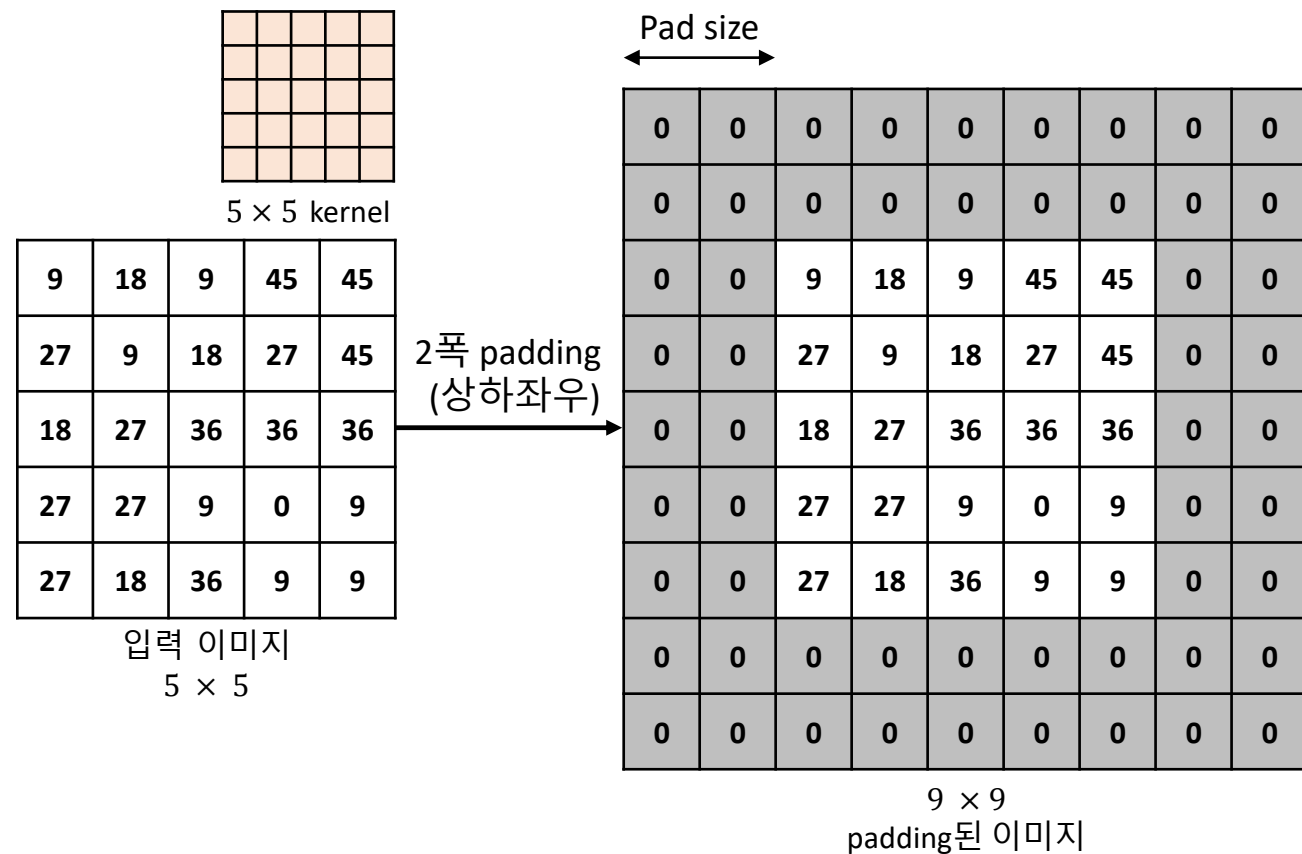 5 × 5 kernel
9 18 9 45 45
27 9 18 27 45
18 27 36 36 36
27 27 9 0 9
27 18 36 9 9
입력 이미지
5 × 5
2폭 padding
(상하좌우)
Pad size
0 0 0 0 0 0 0 0 0
0 0 0 0 0 0 0 0 0
0 0 9 18 9 45 45 0 0
0 0 27 9 18 27 45 0 0
0 0 18 27 36 36 36 0 0
0 0 27 27 9 0 9 0 0
0 0 27 18 36 9 9 0 0
0 0 0 0 0 0 0 0 0
0 0 0 0 0 0 0 0 0
9 × 9
padding된 이미지